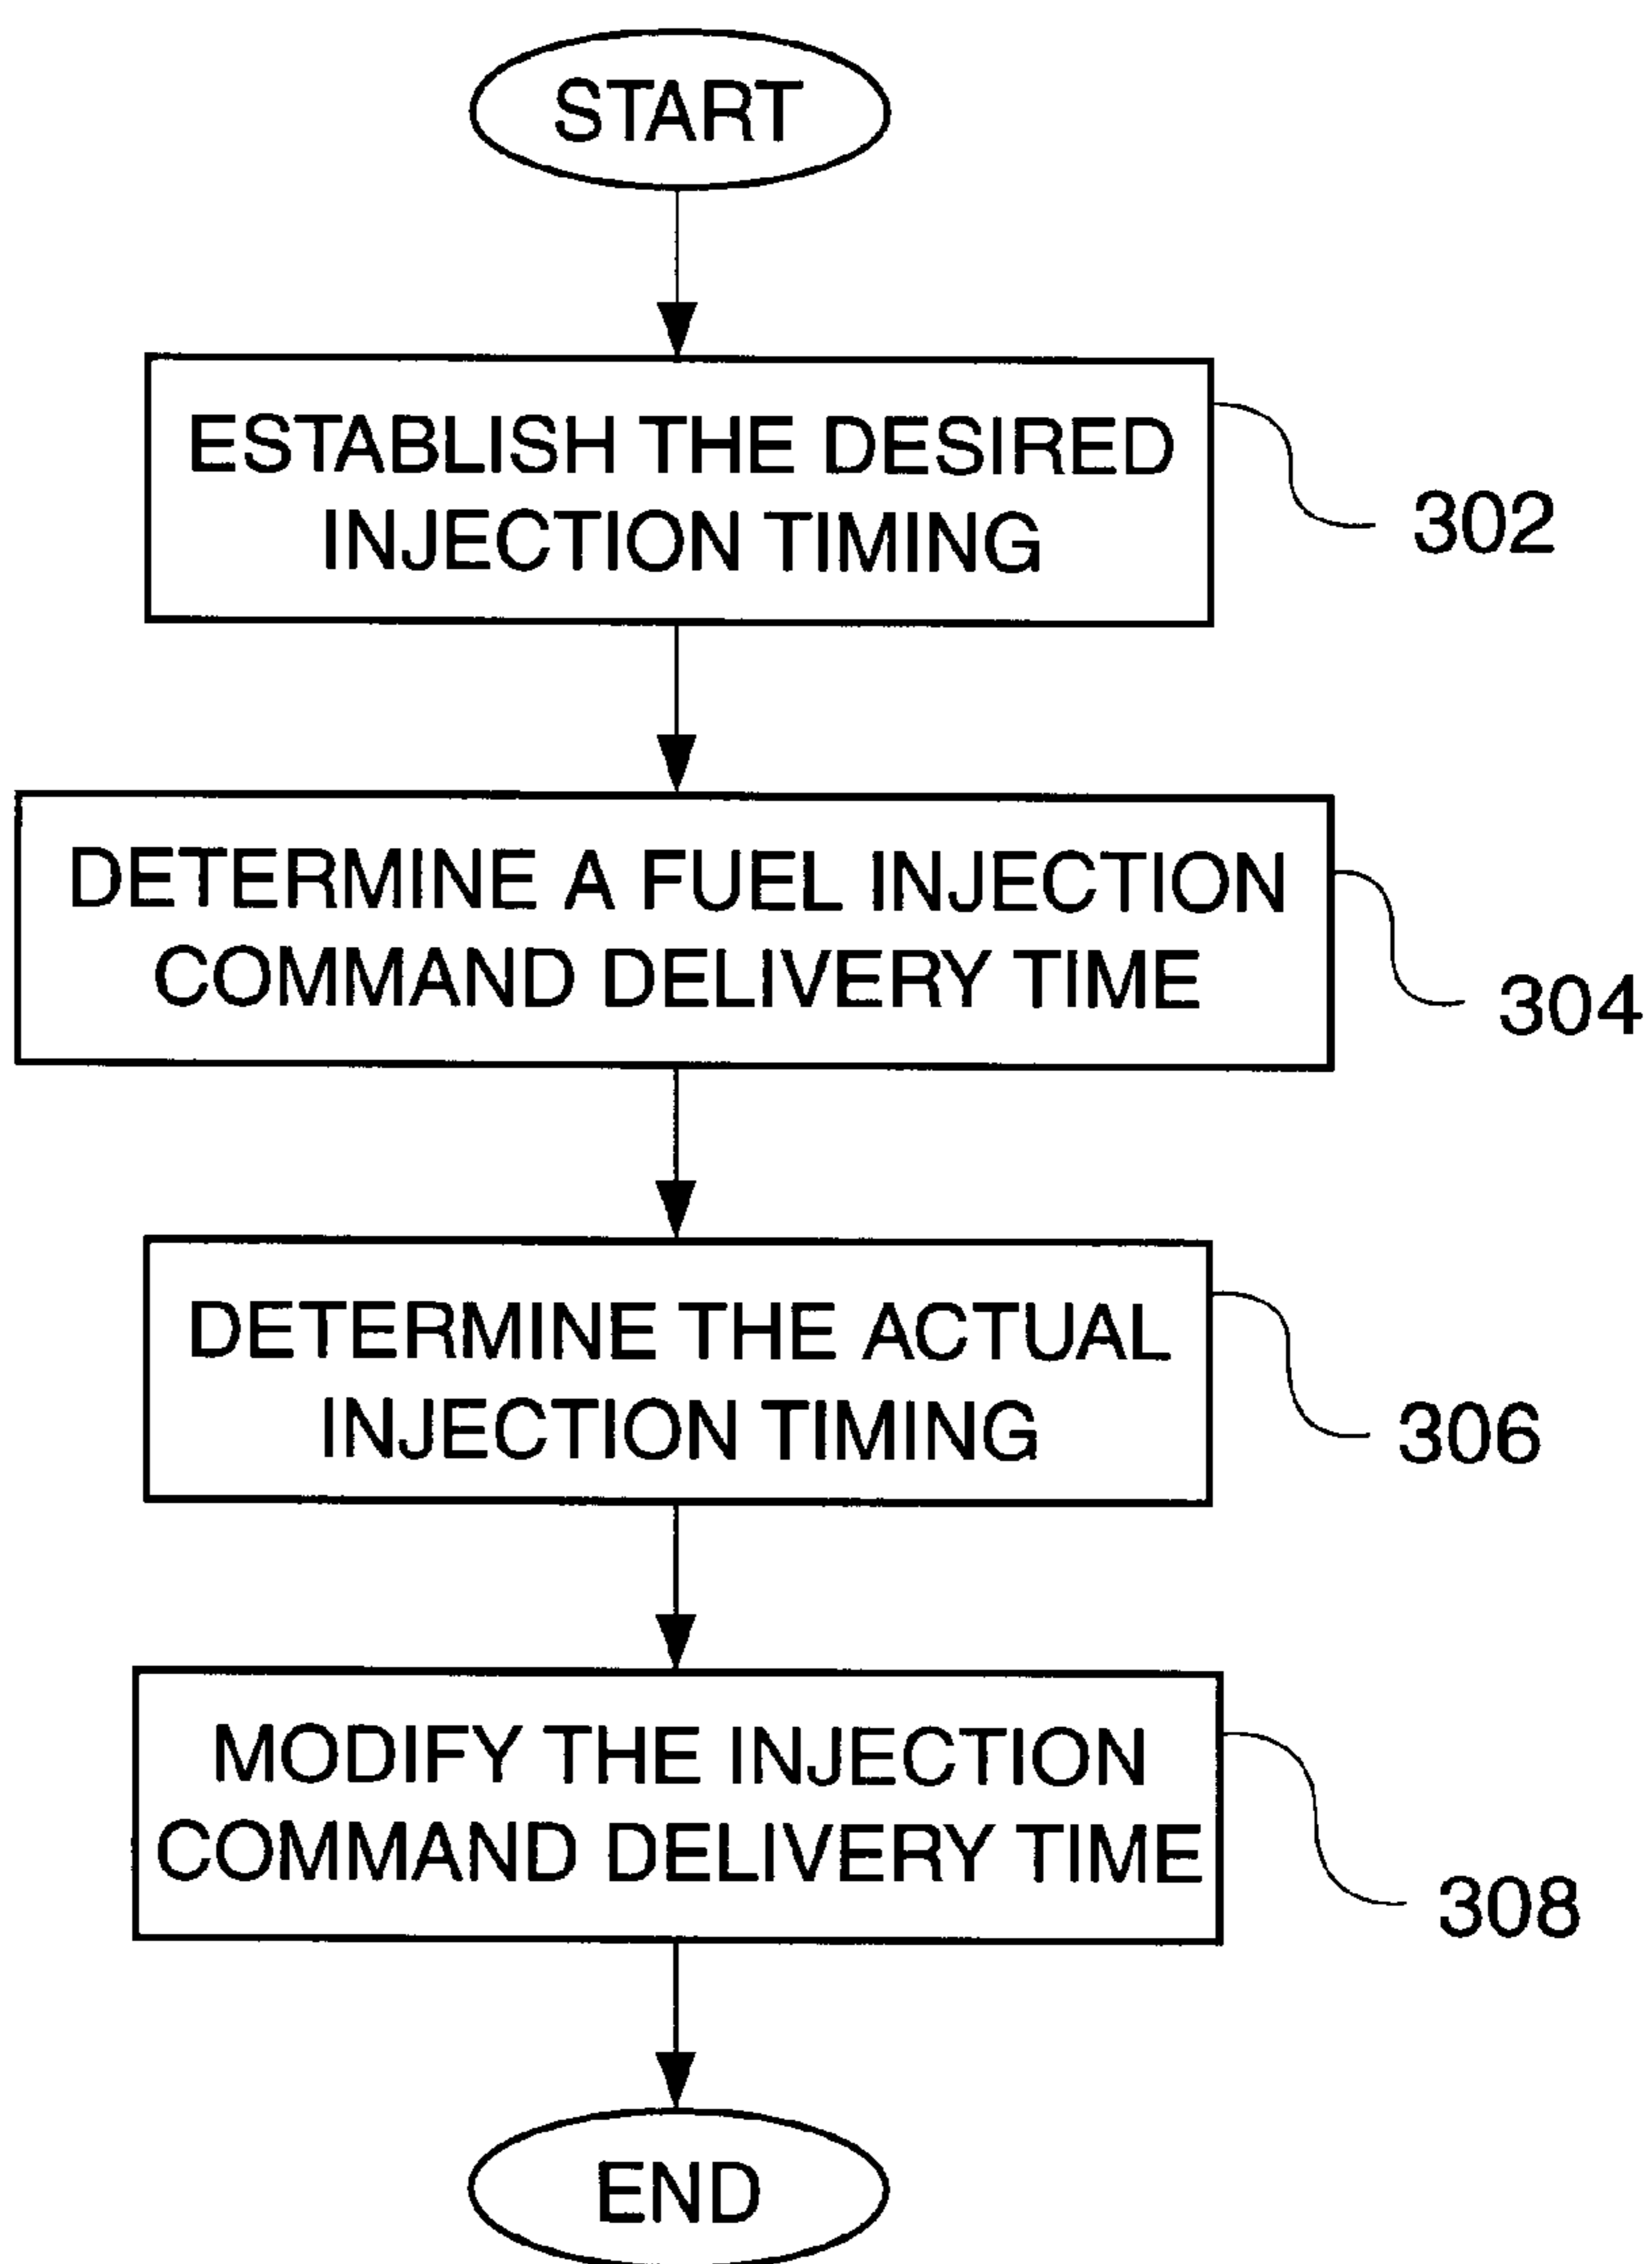 START
ESTABLISH THE DESIRED
INJECTION TIMING
302
DETERMINE A FUEL INJECTION
COMMAND DELIVERY TIME
304
DETERMINE THE ACTUAL
INJECTION TIMING
306
MODIFY THE INJECTION
COMMAND DELIVERY TIME
308
END